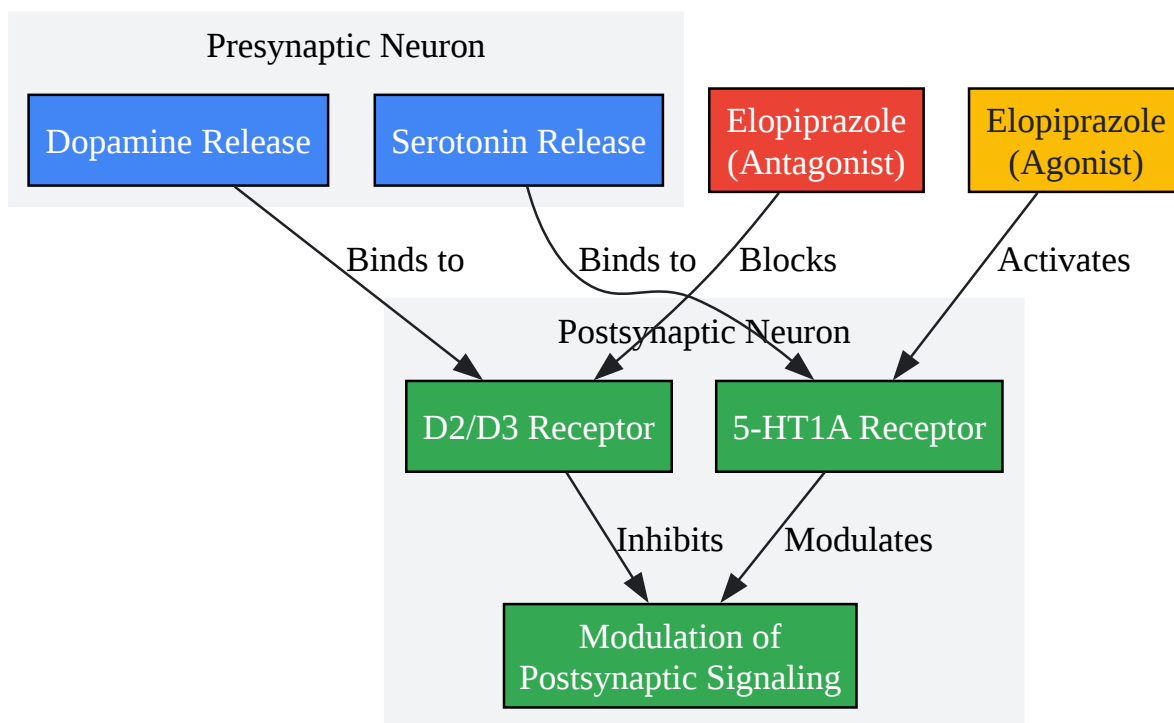 Presynaptic Neuron
Dopamine Release
Serotonin Release
Elopiprazole
(Antagonist)
Elopiprazole
(Agonist)
Binds to
Binds to
Blocks
Activates
Postsynaptic Neuron
D2/D3 Receptor
5-HT1A Receptor
Inhibits
Modulates
Modulation of
Postsynaptic Signaling